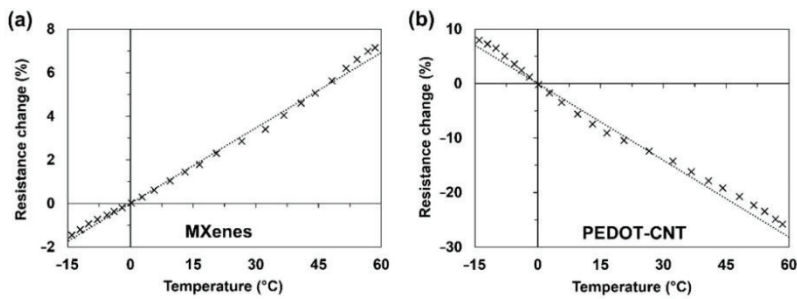 (a)
8
6
4
2
0
–2
Resistance change (%)
MXenes
–15 0 15 30 45 60
Temperature (°C)
(b)
10
0
–10
–20
–30
Resistance change (%)
PEDOT-CNT
–15 0 15 30 45 60
Temperature (°C)